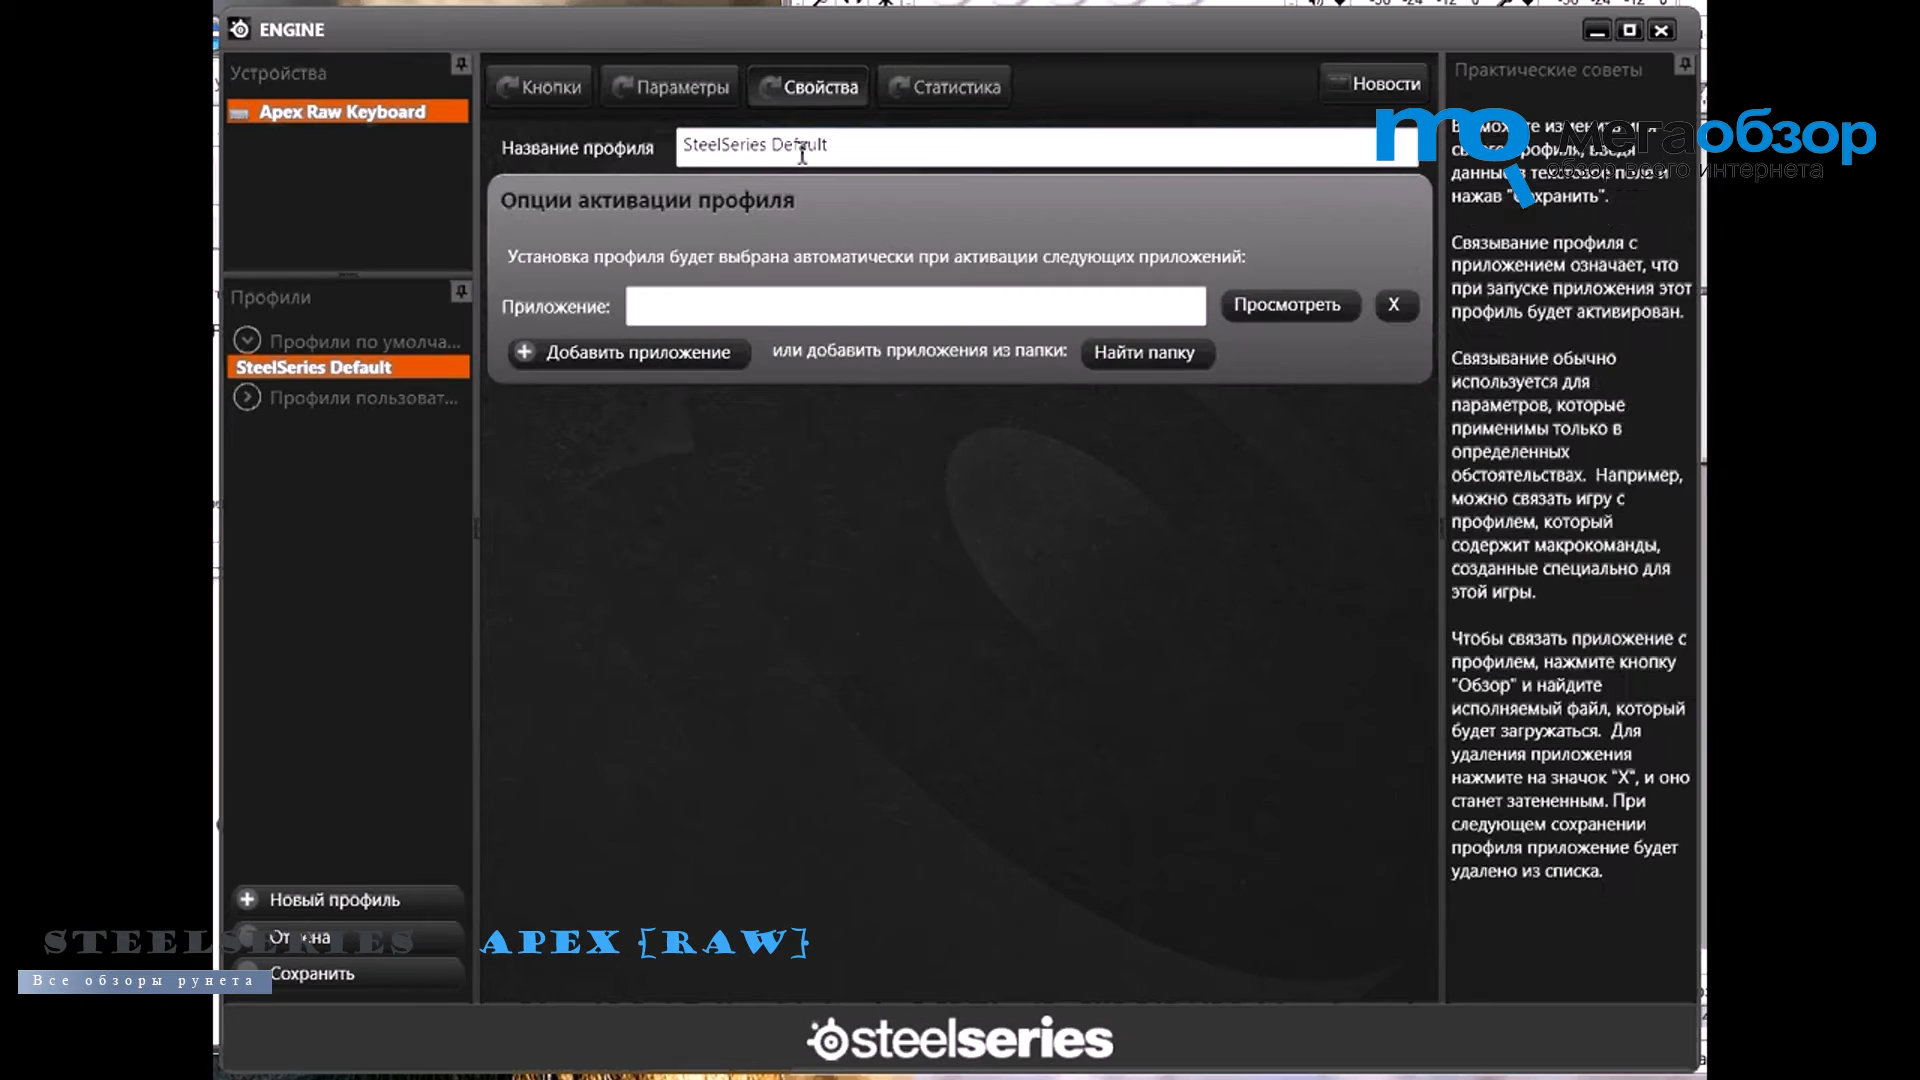 ENGINE
Устройства
Apex Raw Keyboard
Профили
Профили по умолча...
SteelSeries Default
Профили пользоват...
Новый профиль
Сохранить
Кнопки
Параметры
Свойства
Статистика
Новости
Название профиля
SteelSeries Default
Опции активации профиля
Установка профиля будет выбрана автоматически при активации следующих приложений:
Приложение:
Просмотреть
X
Добавить приложение
или добавить приложения из папки:
Найти папку
Практические советы
данные в
нажав
Связывание профиля с
приложением означает, что
при запуске приложения этот
профиль будет активирован.
Связывание обычно
используется для
параметров, которые
применимы только в
определенных
обстоятельствах. Например,
можно связать игру с
профилем, который
содержит макрокоманды,
созданные специально для
этой игры.
Чтобы связать приложение с
профилем, нажмите кнопку
"Обзор" и найдите
исполняемый файл, который
будет загружаться. Для
удаления приложения
нажмите на значок "X", и оно
станет затененным. При
следующем сохранении
профиля приложение будет
удалено из списка.
мегаобзор
обзор всего интернета
STEELSERIES APEX [RAW]
Все обзоры рунета
steelseries